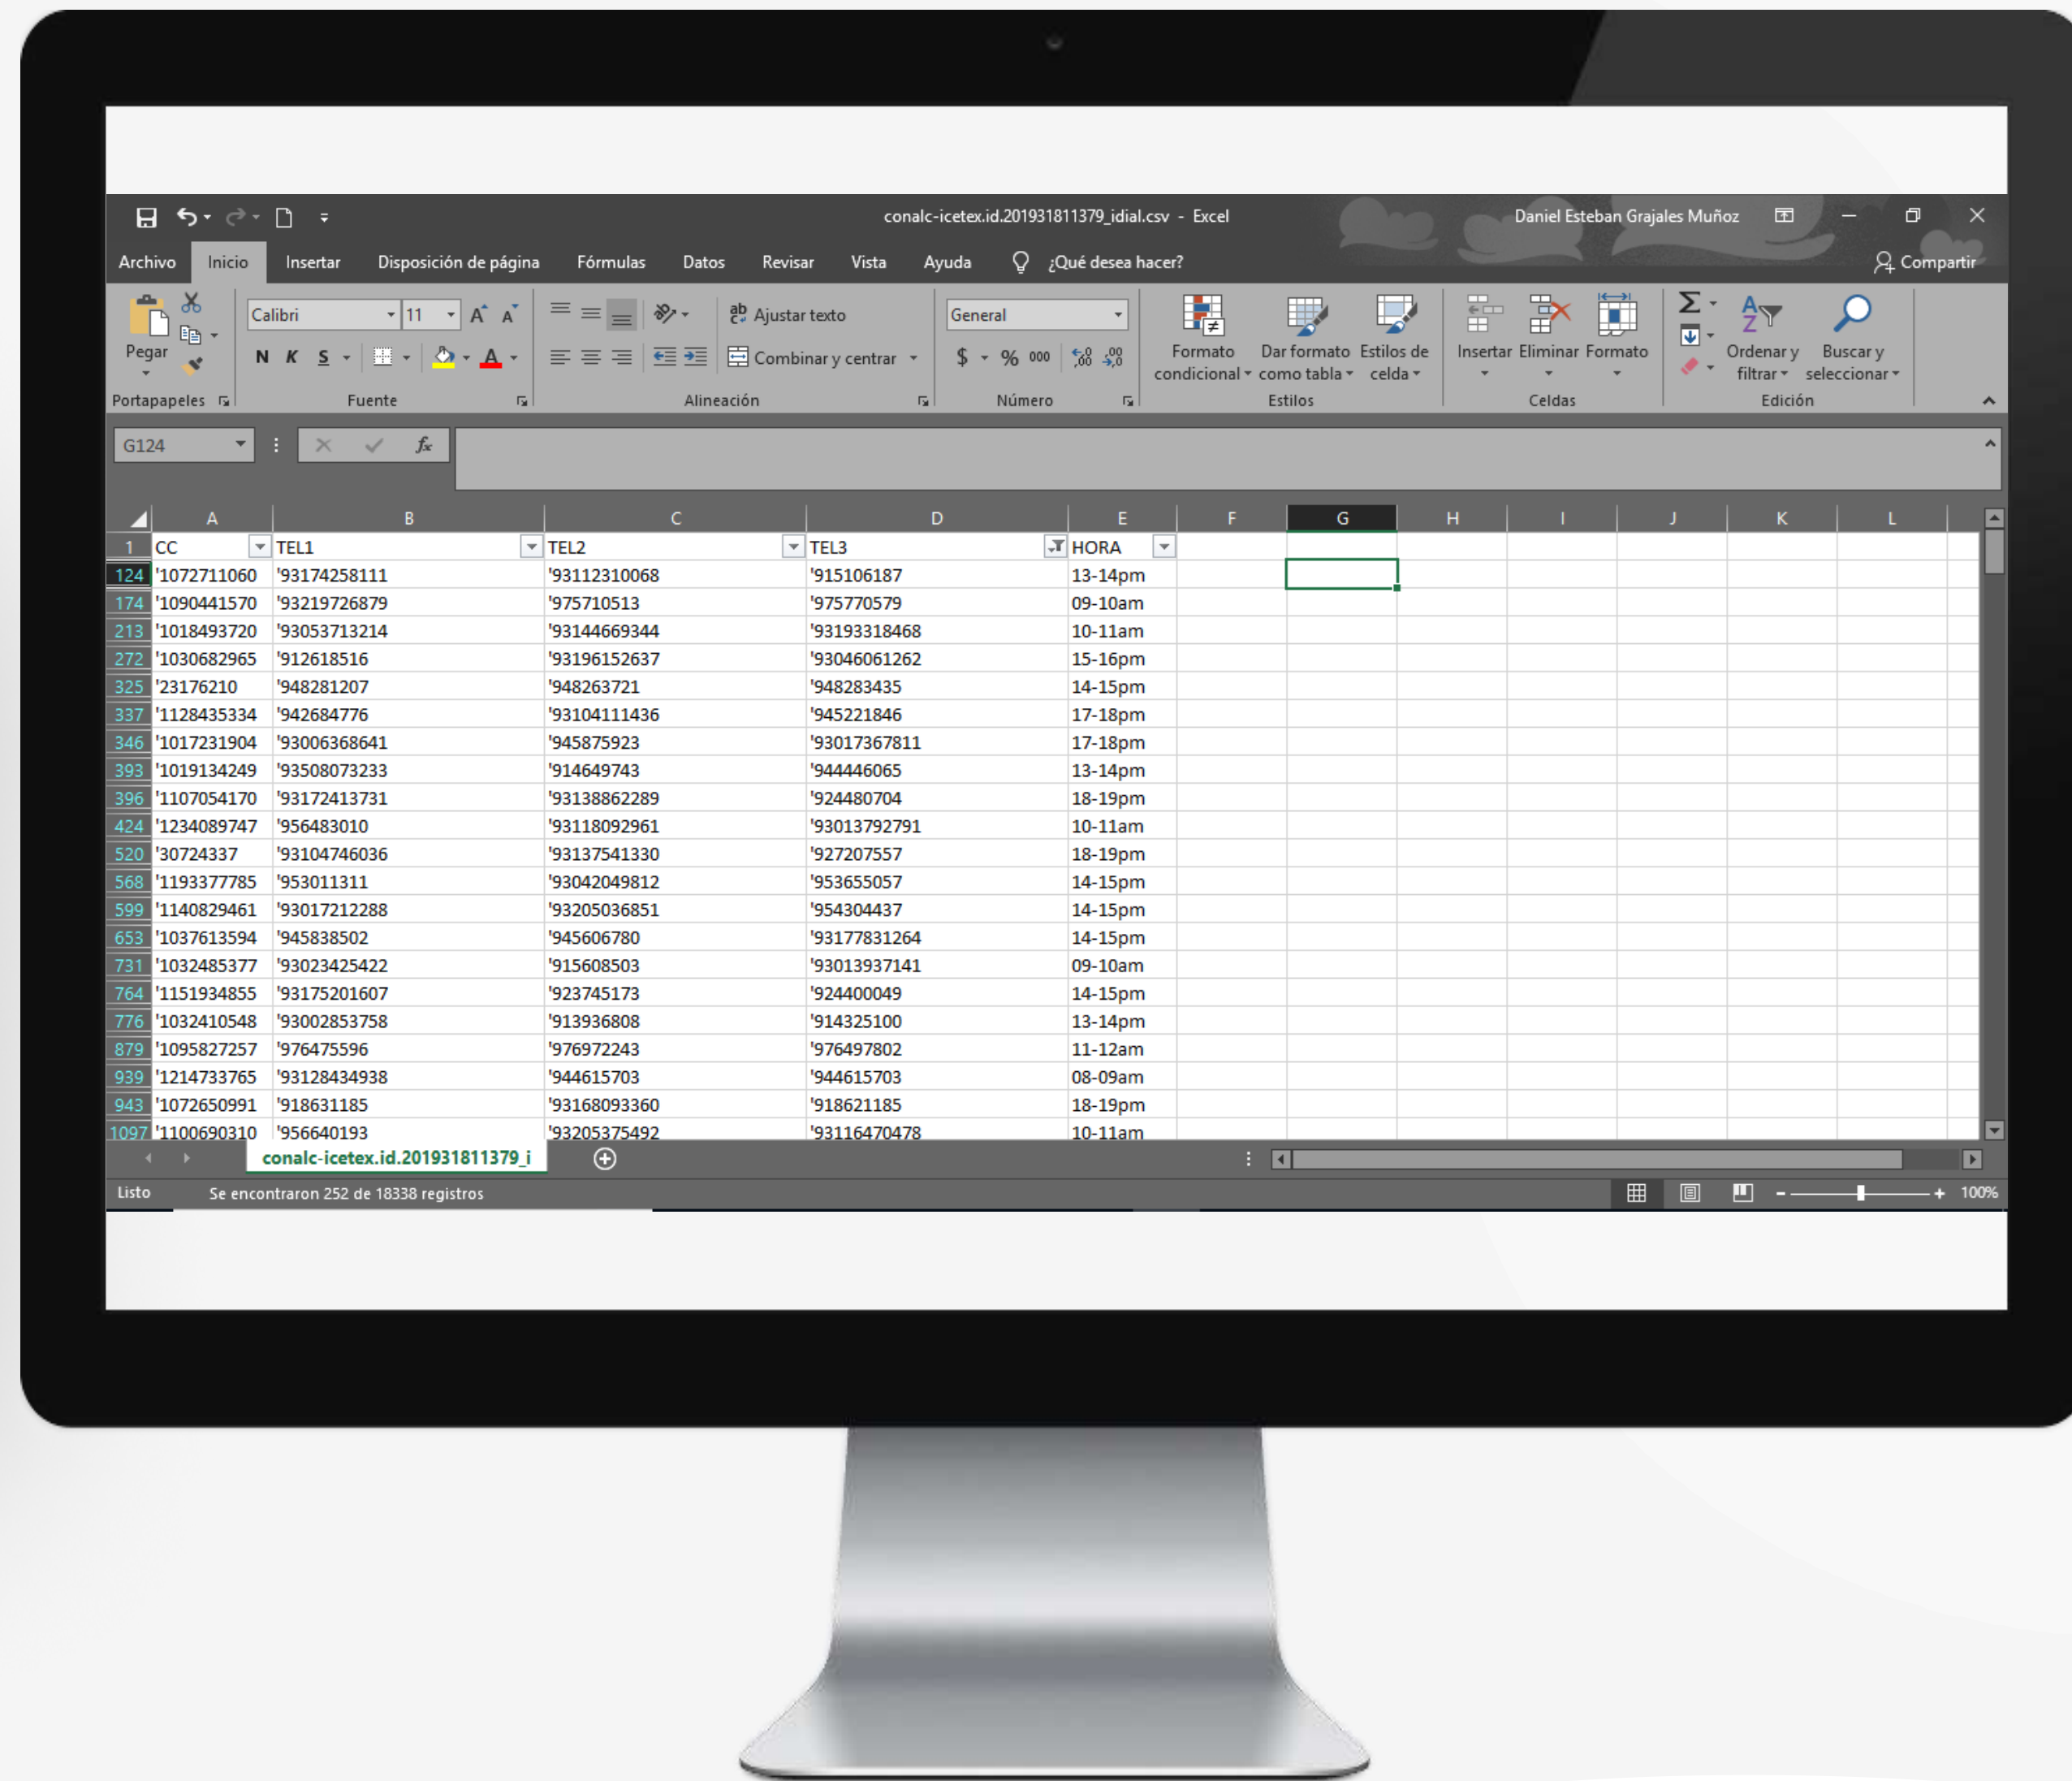 conalc-icetex.id.201931811379_idial.csv - Excel
Daniel Esteban Grajales Muñoz
Archivo Inicio Insertar Disposición de página Fórmulas Datos Revisar Vista Ayuda ¿Qué desea hacer? Compartir
Calibri 11 Ajustar texto General
Pegar N K S Combinar y centrar $ % 000
Formato condicional Dar formato como tabla Estilos de celda
Insertar Eliminar Formato
Ordenar y filtrar Buscar y seleccionar
Portapapeles Fuente Alineación Número Estilos Celdas Edición
G124 fx
A B C D E F G H I J K L
1 CC TEL1 TEL2 TEL3 HORA
124 '1072711060 '93174258111 '93112310068 '915106187 13-14pm
174 '1090441570 '93219726879 '975710513 '975770579 09-10am
213 '1018493720 '93053713214 '93144669344 '93193318468 10-11am
272 '1030682965 '912618516 '93196152637 '93046061262 15-16pm
325 '23176210 '948281207 '948263721 '948283435 14-15pm
337 '1128435334 '942684776 '93104111436 '945221846 17-18pm
346 '1017231904 '93006368641 '945875923 '93017367811 17-18pm
393 '1019134249 '93508073233 '914649743 '944446065 13-14pm
396 '1107054170 '93172413731 '93138862289 '924480704 18-19pm
424 '1234089747 '956483010 '93118092961 '93013792791 10-11am
520 '30724337 '93104746036 '93137541330 '927207557 18-19pm
568 '1193377785 '953011311 '93042049812 '953655057 14-15pm
599 '1140829461 '93017212288 '93205036851 '954304437 14-15pm
653 '1037613594 '945838502 '945606780 '93177831264 14-15pm
731 '1032485377 '93023425422 '915608503 '93013937141 09-10am
764 '1151934855 '93175201607 '923745173 '924400049 14-15pm
776 '1032410548 '93002853758 '913936808 '914325100 13-14pm
879 '1095827257 '976475596 '976972243 '976497802 11-12am
939 '1214733765 '93128434938 '944615703 '944615703 08-09am
943 '1072650991 '918631185 '93168093360 '918621185 18-19pm
1097 '1100690310 '956640193 '93205375492 '93116470478 10-11am
conalc-icetex.id.201931811379_i
Listo Se encontraron 252 de 18338 registros 100%